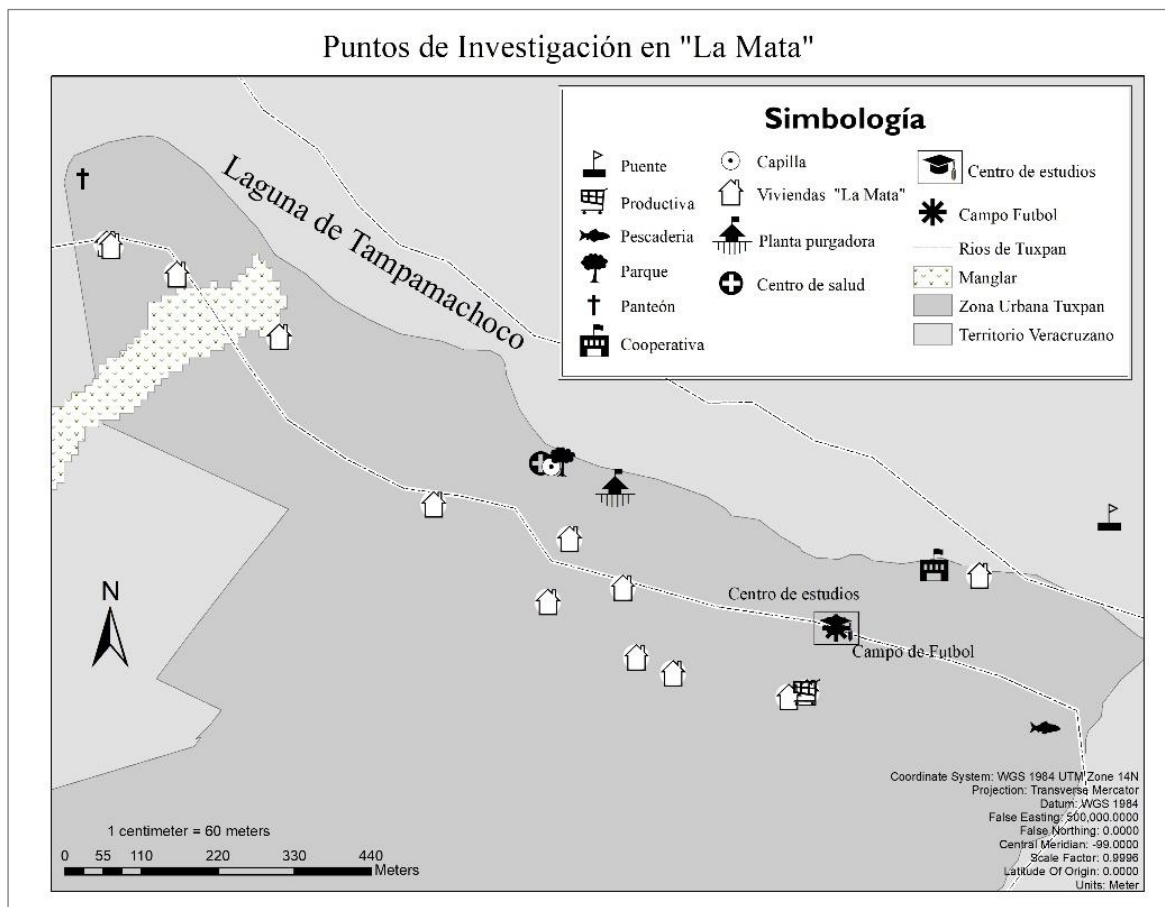 Puntos de Investigación en "La Mata"
Simbología
Puente
Productiva
Pescaderia
Parque
Panteón
Cooperativa
Capilla
Viviendas "La Mata"
Planta purgadora
Centro de salud
Centro de estudios
Campo Futbol
Rios de Tuxpan
Manglar
Zona Urbana Tuxpan
Territorio Veracruzano
Laguna de Tampamachoco
Centro de estudios
Campo de Futbol
N
1 centimeter = 60 meters
0 55 110 220 330 440
Meters
Coordinate System: WGS 1984 UTM Zone 14N
Projection: Transverse Mercator
Datum: WGS 1984
False Easting: 500,000.0000
False Northing: 0.0000
Central Meridian: -99.0000
Scale Factor: 0.9996
Latitude Of Origin: 0.0000
Units: Meter